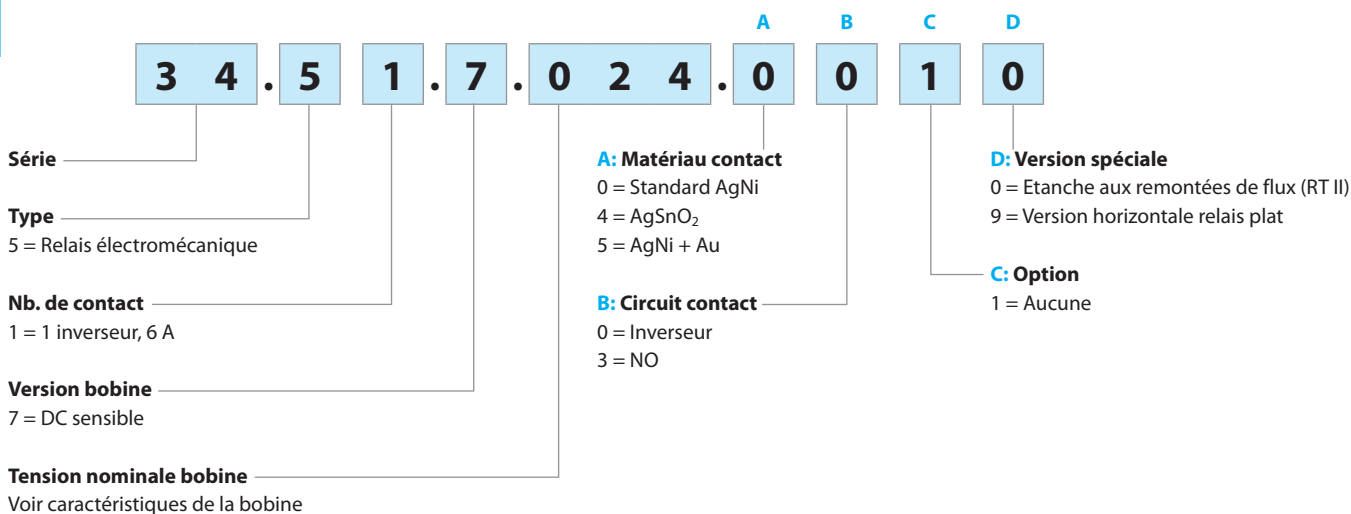 A B C D
3 4 . 5 1 . 7 . 0 2 4 . 0 0 1 0
Série
Type
5 = Relais électromécanique
Nb. de contact
1 = 1 inverseur, 6 A
Version bobine
7 = DC sensible
Tension nominale bobine
Voir caractéristiques de la bobine
A: Matériau contact
0 = Standard AgNi
4 = AgSnO₂
5 = AgNi + Au
B: Circuit contact
0 = Inverseur
3 = NO
D: Version spéciale
0 = Etanche aux remontées de flux (RT II)
9 = Version horizontale relais plat
C: Option
1 = Aucune